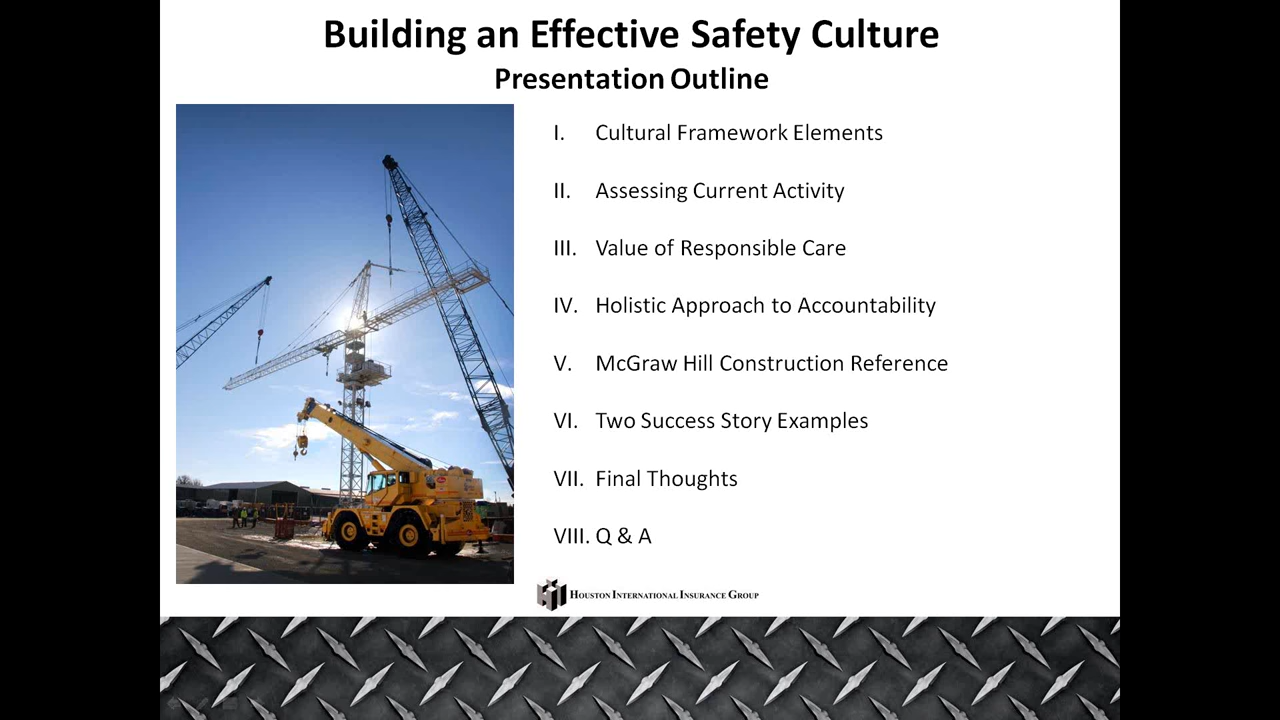 Building an Effective Safety Culture
Presentation Outline
I. Cultural Framework Elements
II. Assessing Current Activity
III. Value of Responsible Care
IV. Holistic Approach to Accountability
V. McGraw Hill Construction Reference
VI. Two Success Story Examples
VII. Final Thoughts
VIII. Q & A
HOUSTON INTERNATIONAL INSURANCE GROUP